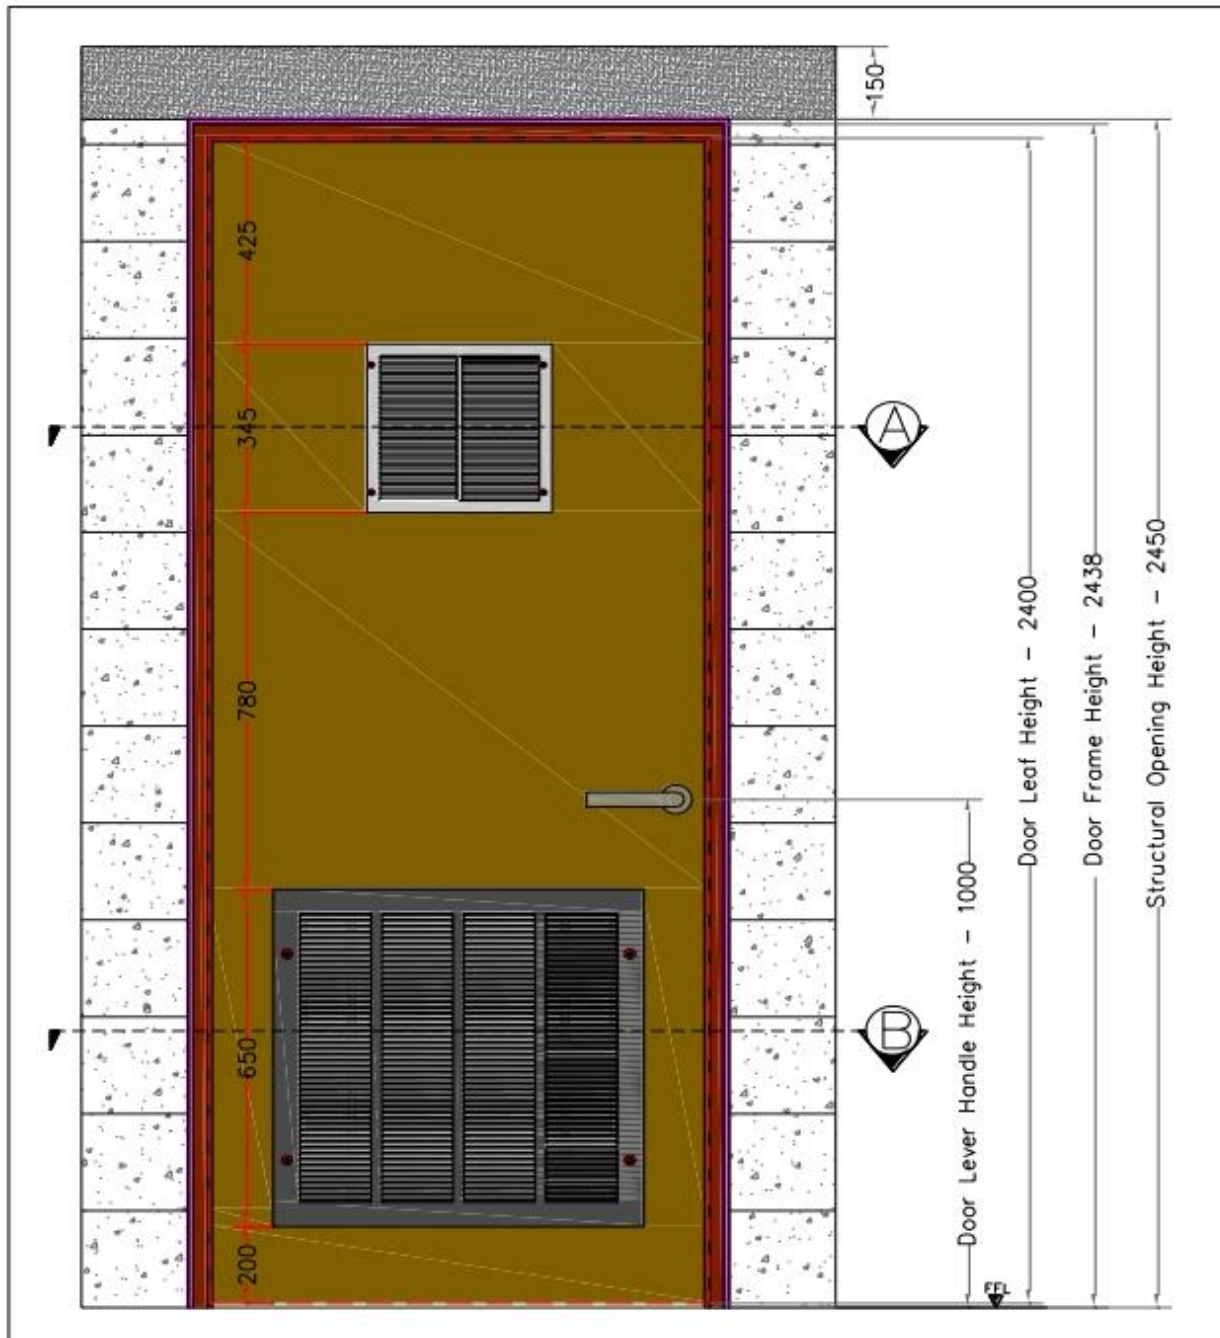 150
425
345
A
780
Door Leaf Height - 2400
Door Frame Height - 2438
Structural Opening Height - 2450
Door Lever Handle Height - 1000
B
650
200
FFL